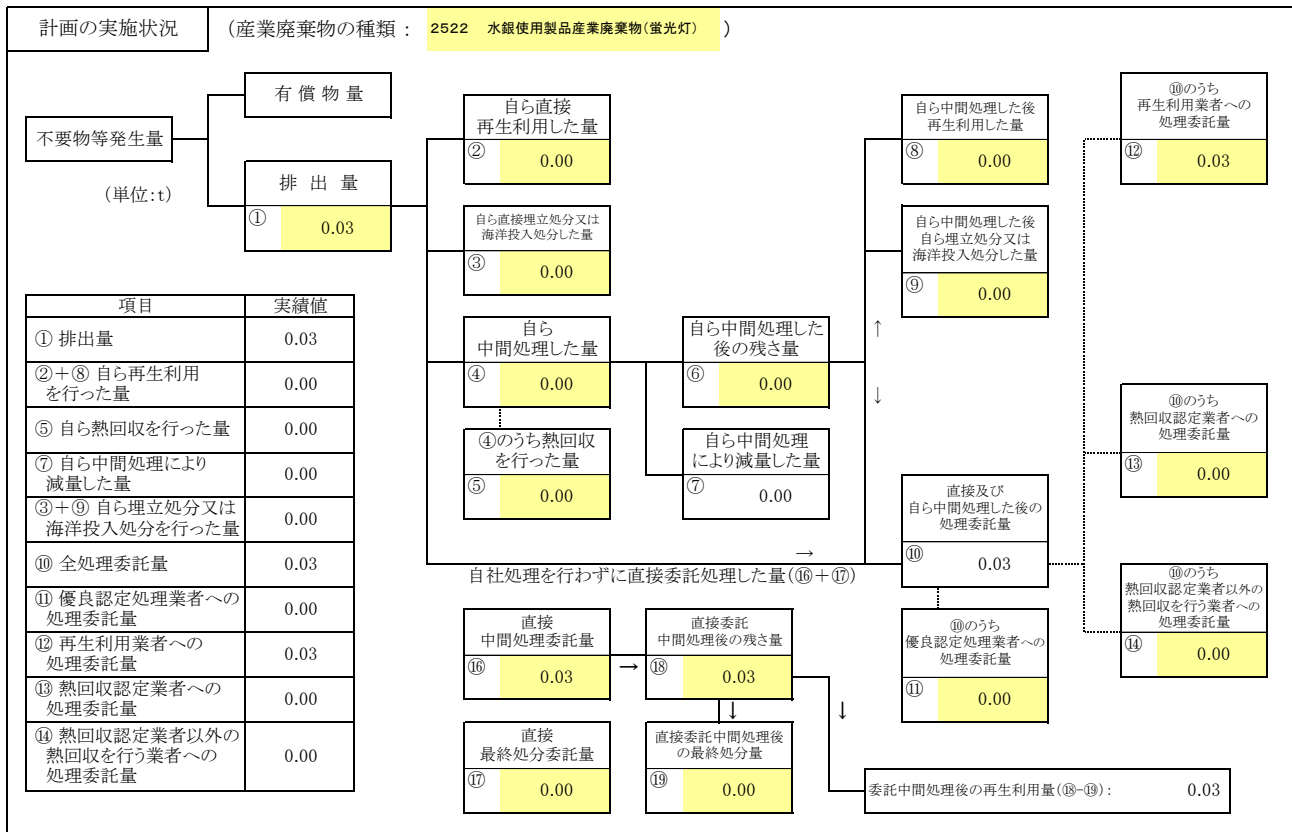 計画の実施状況 (産業廃棄物の種類： 2522 水銀使用製品産業廃棄物(蛍光灯) )
不要物等発生量
(単位:t)
有 償 物 量
排 出 量
① 0.03
自ら直接
再生利用した量
② 0.00
自ら直接埋立処分又は
海洋投入処分した量
③ 0.00
自ら
中間処理した量
④ 0.00
④のうち熱回収
を行った量
⑤ 0.00
自ら中間処理した
後の残さ量
⑥ 0.00
自ら中間処理
により減量した量
⑦ 0.00
自ら中間処理した後
再生利用した量
⑧ 0.00
自ら中間処理した後
自ら埋立処分又は
海洋投入処分した量
⑨ 0.00
↑
↓
直接及び
自ら中間処理した後の
処理委託量
⑩ 0.03
⑩のうち
優良認定処理業者への
処理委託量
⑪ 0.00
⑩のうち
再生利用業者への
処理委託量
⑫ 0.03
⑩のうち
熱回収認定業者への
処理委託量
⑬ 0.00
⑩のうち
熱回収認定業者以外の
熱回収を行う業者への
処理委託量
⑭ 0.00
→
自社処理を行わずに直接委託処理した量(⑯＋⑰)
直接
中間処理委託量
⑯ 0.03
→
直接委託
中間処理後の残さ量
⑱ 0.03
↓
↓
直接
最終処分委託量
⑰ 0.00
直接委託中間処理後
の最終処分量
⑲ 0.00
委託中間処理後の再生利用量(⑱-⑲)： 0.03
項目 実績値
① 排出量 0.03
②＋⑧ 自ら再生利用
を行った量 0.00
⑤ 自ら熱回収を行った量 0.00
⑦ 自ら中間処理により
減量した量 0.00
③＋⑨ 自ら埋立処分又は
海洋投入処分を行った量 0.00
⑩ 全処理委託量 0.03
⑪ 優良認定処理業者への
処理委託量 0.00
⑫ 再生利用業者への
処理委託量 0.03
⑬ 熱回収認定業者への
処理委託量 0.00
⑭ 熱回収認定業者以外の
熱回収を行う業者への
処理委託量 0.00